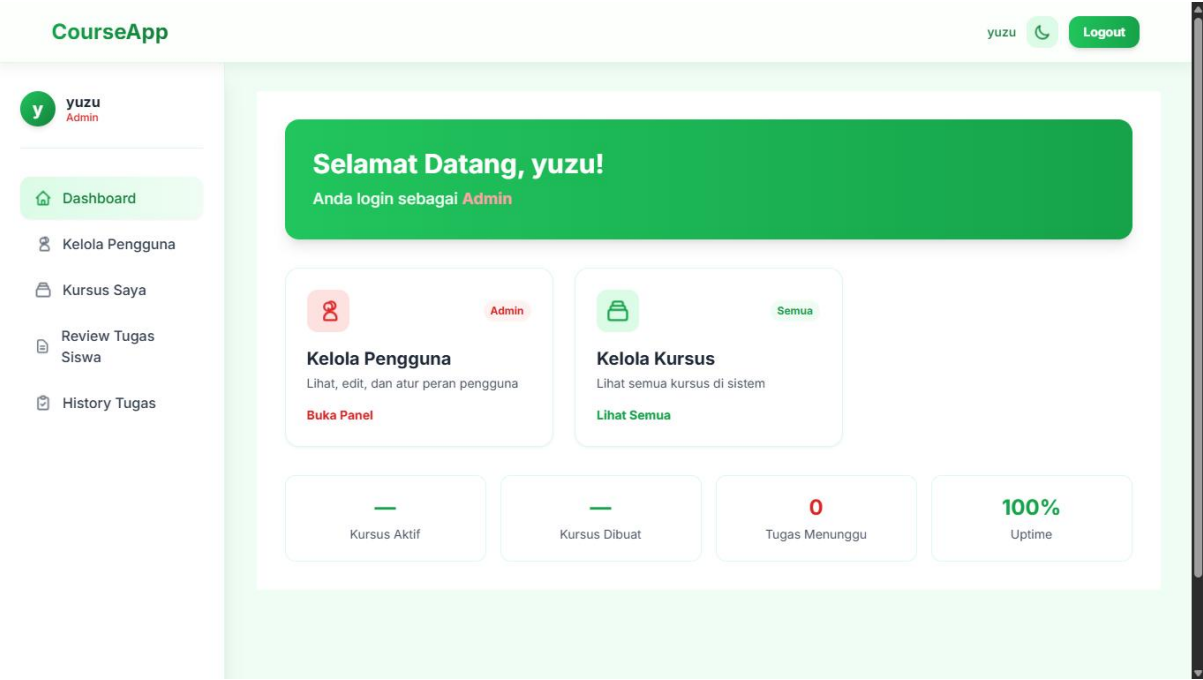 CourseApp
yuzu
Logout
y
yuzu
Admin
Dashboard
Kelola Pengguna
Kursus Saya
Review Tugas
Siswa
History Tugas
Selamat Datang, yuzu!
Anda login sebagai Admin
Admin
Kelola Pengguna
Lihat, edit, dan atur peran pengguna
Buka Panel
Semua
Kelola Kursus
Lihat semua kursus di sistem
Lihat Semua
—
Kursus Aktif
—
Kursus Dibuat
0
Tugas Menunggu
100%
Uptime